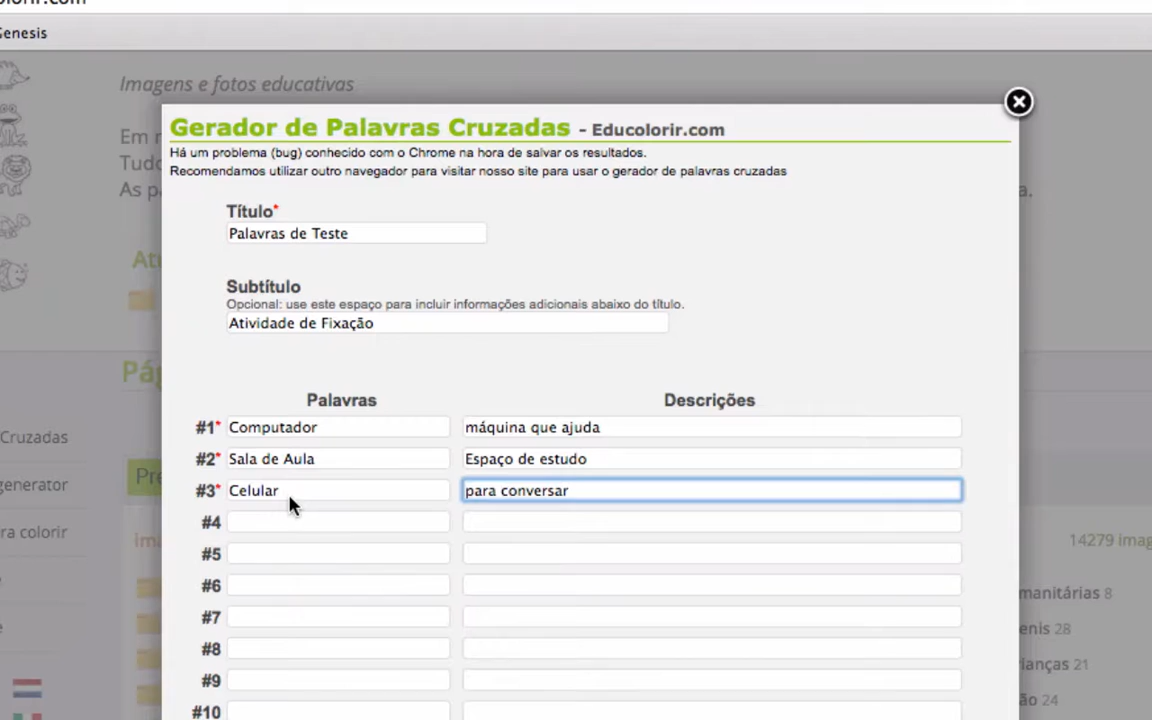 Genesis
Imagens e fotos educativas
Gerador de Palavras Cruzadas - Educolorir.com
Há um problema (bug) conhecido com o Chrome na hora de salvar os resultados.
Recomendamos utilizar outro navegador para visitar nosso site para usar o gerador de palavras cruzadas
Em
Título*
Palavras de Teste
Subtítulo
Opcional: use este espaço para incluir informações adicionais abaixo do título.
Atividade de Fixação
Palavras Descrições
#1* Computador máquina que ajuda
Cruzadas
#2* Sala de Aula Espaço de estudo
generator
#3* Celular para conversar
#4
ra colorir
14279 imag
#5
#6
manitárias 8
#7
enis 28
#8
ianças 21
#9
ão 24
#10